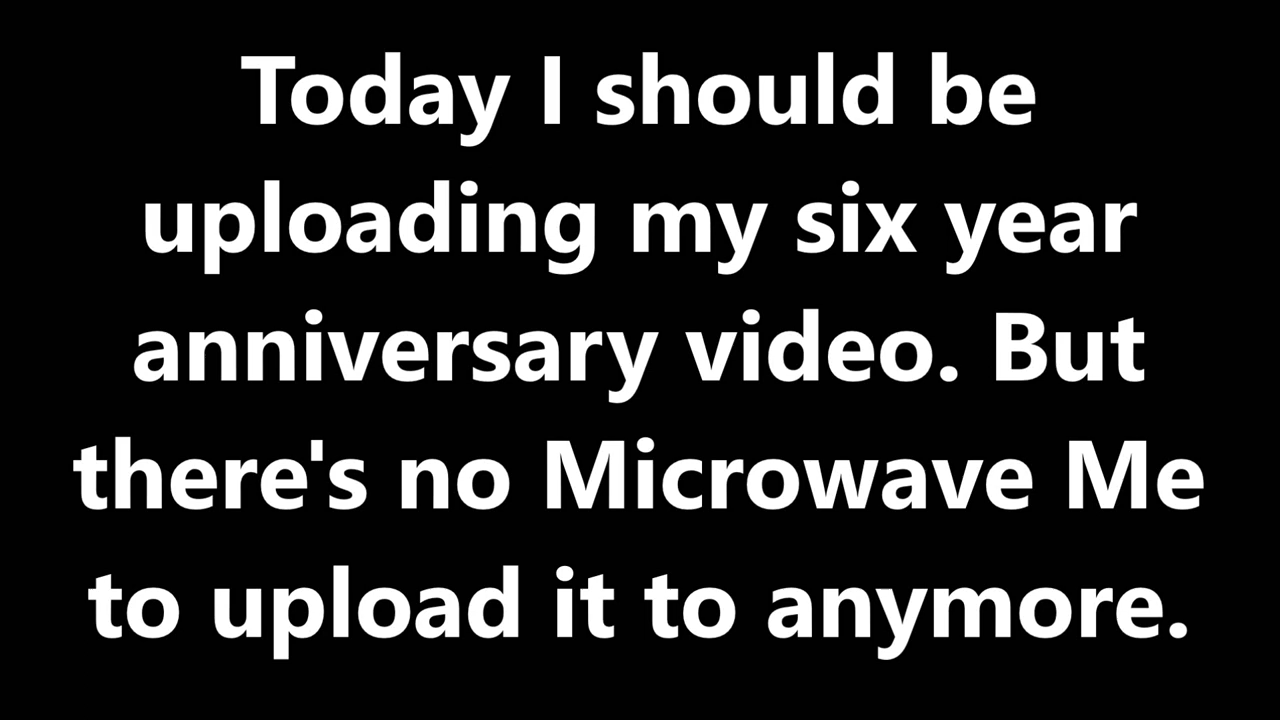 Today I should be
uploading my six year
anniversary video. But
there's no Microwave Me
to upload it to anymore.